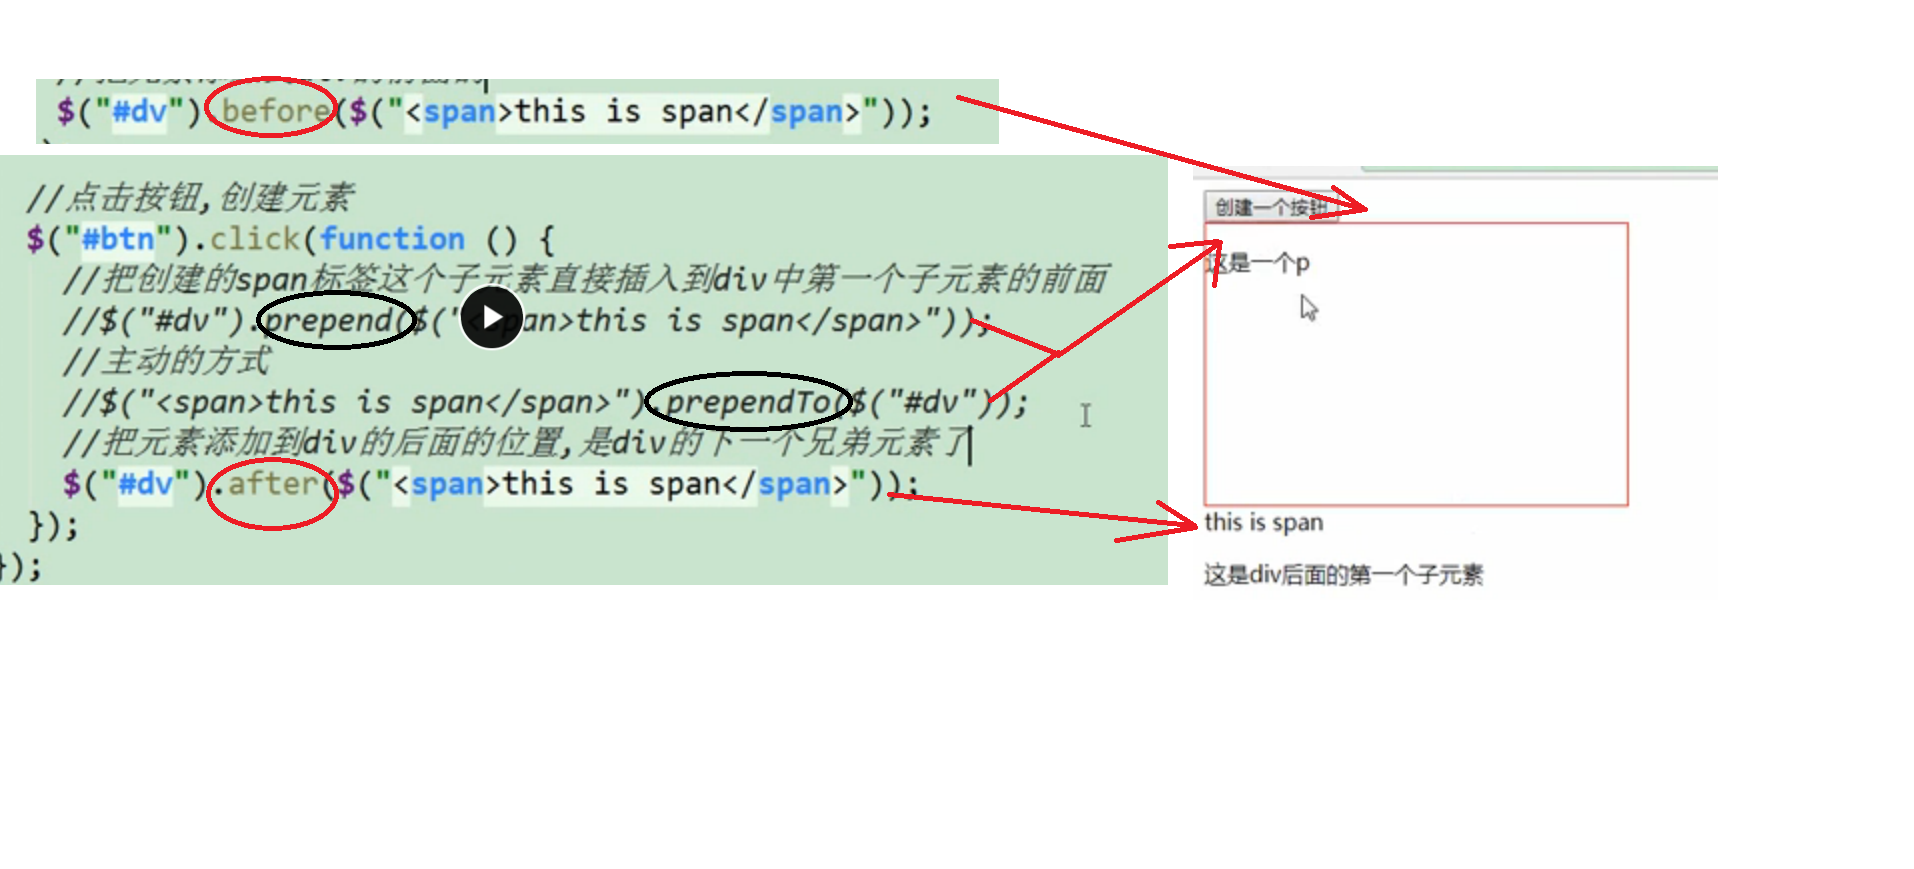 $("#dv").before($("<span>this is span</span>"));
//点击按钮,创建元素
$("#btn").click(function () {
//把创建的span标签这个子元素直接插入到div中第一个子元素的前面
//$("#dv").prepend($("<span>this is span</span>"));
//主动的方式
//$("<span>this is span</span>").prependTo($("#dv"));
//把元素添加到div的后面的位置,是div的下一个兄弟元素了
$("#dv").after($("<span>this is span</span>"));
});
});
创建一个按钮
这是一个p
this is span
这是div后面的第一个子元素